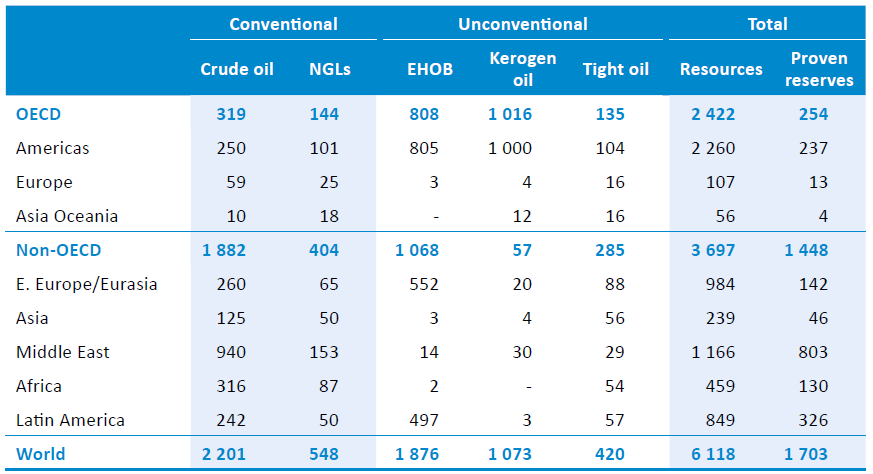 Conventional Unconventional Total
Crude oil NGLs EHOB Kerogen oil Tight oil Resources Proven reserves
OECD 319 144 808 1 016 135 2 422 254
Americas 250 101 805 1 000 104 2 260 237
Europe 59 25 3 4 16 107 13
Asia Oceania 10 18 - 12 16 56 4
Non-OECD 1 882 404 1 068 57 285 3 697 1 448
E. Europe/Eurasia 260 65 552 20 88 984 142
Asia 125 50 3 4 56 239 46
Middle East 940 153 14 30 29 1 166 803
Africa 316 87 2 - 54 459 130
Latin America 242 50 497 3 57 849 326
World 2 201 548 1 876 1 073 420 6 118 1 703